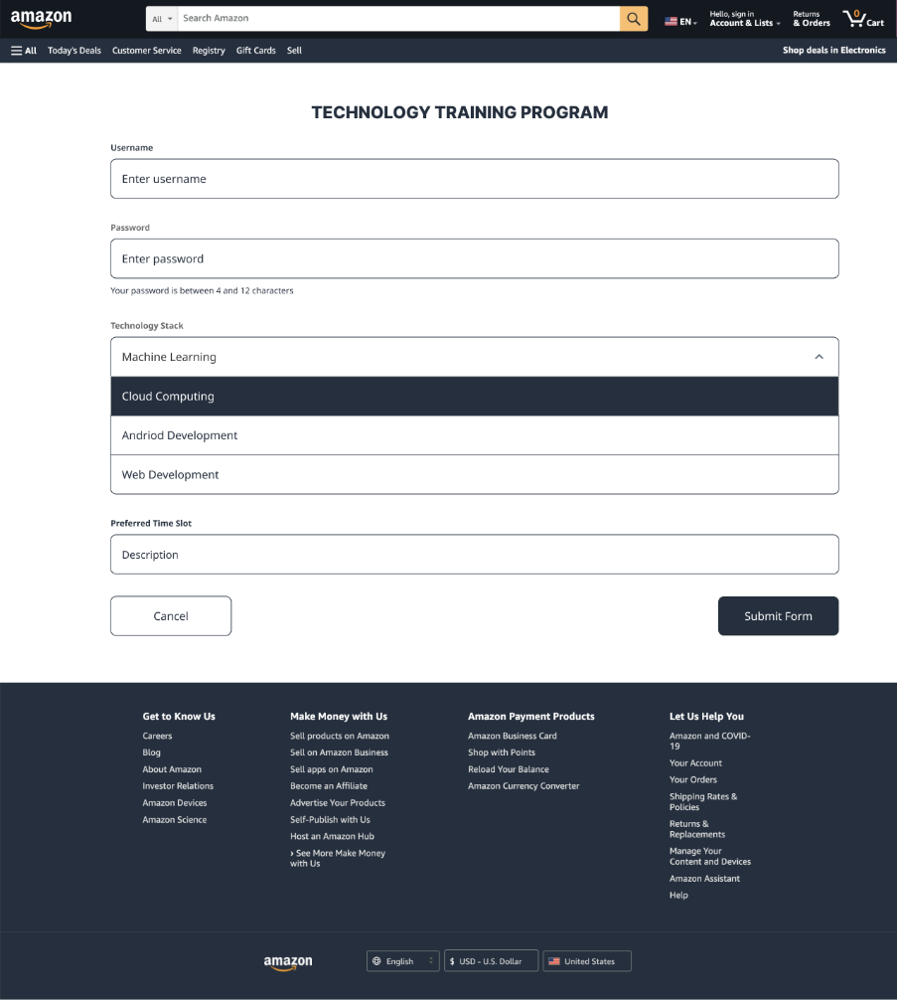 amazon
All
Search Amazon
EN
Hello, sign in
Account & Lists
Returns
& Orders
0
Cart
All
Today's Deals
Customer Service
Registry
Gift Cards
Sell
Shop deals in Electronics
TECHNOLOGY TRAINING PROGRAM
Username
Enter username
Password
Enter password
Your password is between 4 and 12 characters
Technology Stack
Machine Learning
Cloud Computing
Andriod Development
Web Development
Preferred Time Slot
Description
Cancel
Submit Form
Get to Know Us
Careers
Blog
About Amazon
Investor Relations
Amazon Devices
Amazon Science
Make Money with Us
Sell products on Amazon
Sell on Amazon Business
Sell apps on Amazon
Become an Affiliate
Advertise Your Products
Self-Publish with Us
Host an Amazon Hub
› See More Make Money
with Us
Amazon Payment Products
Amazon Business Card
Shop with Points
Reload Your Balance
Amazon Currency Converter
Let Us Help You
Amazon and COVID-
19
Your Account
Your Orders
Shipping Rates &
Policies
Returns &
Replacements
Manage Your
Content and Devices
Amazon Assistant
Help
amazon
English
$ USD - U.S. Dollar
United States